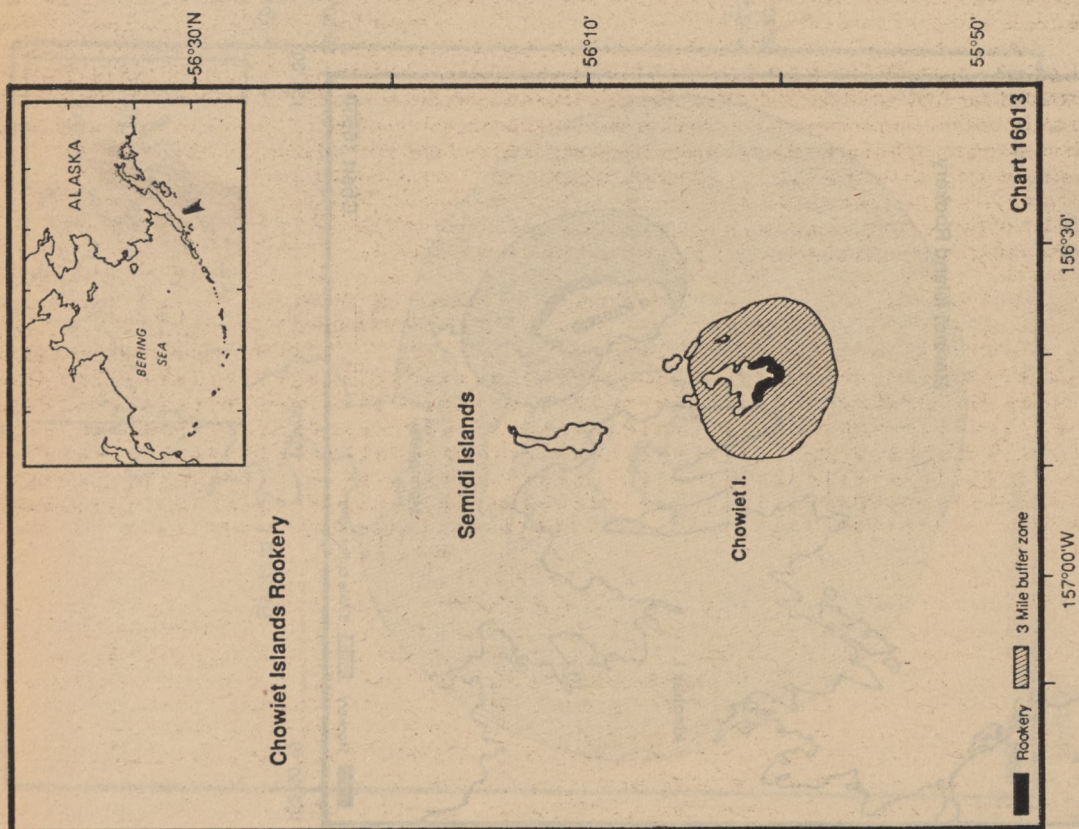 Chowiet Islands Rookery
ALASKA
BERING
SEA
56°30'N
Semidi Islands
56°10'
Chowiet I.
55°50'
Rookery
3 Mile buffer zone
Chart 16013
157°00'W
156°30'